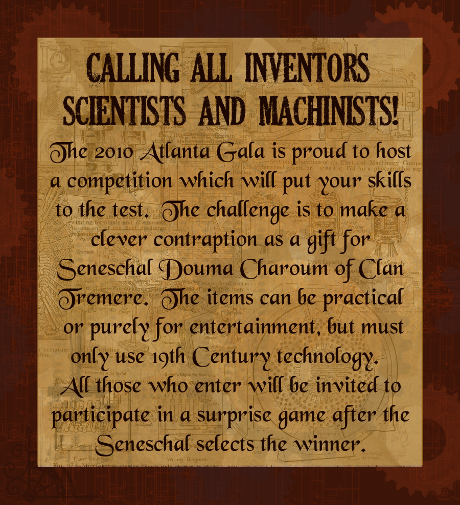 CALLING ALL INVENTORS
SCIENTISTS AND MACHINISTS!
The 2010 Atlanta Gala is proud to host
a competition which will put your skills
to the test. The challenge is to make a
clever contraption as a gift for
Seneschal Douma Charoum of Clan
Tremere. The items can be practical
or purely for entertainment, but must
only use 19th Century technology.
All those who enter will be invited to
participate in a surprise game after the
Seneschal selects the winner.